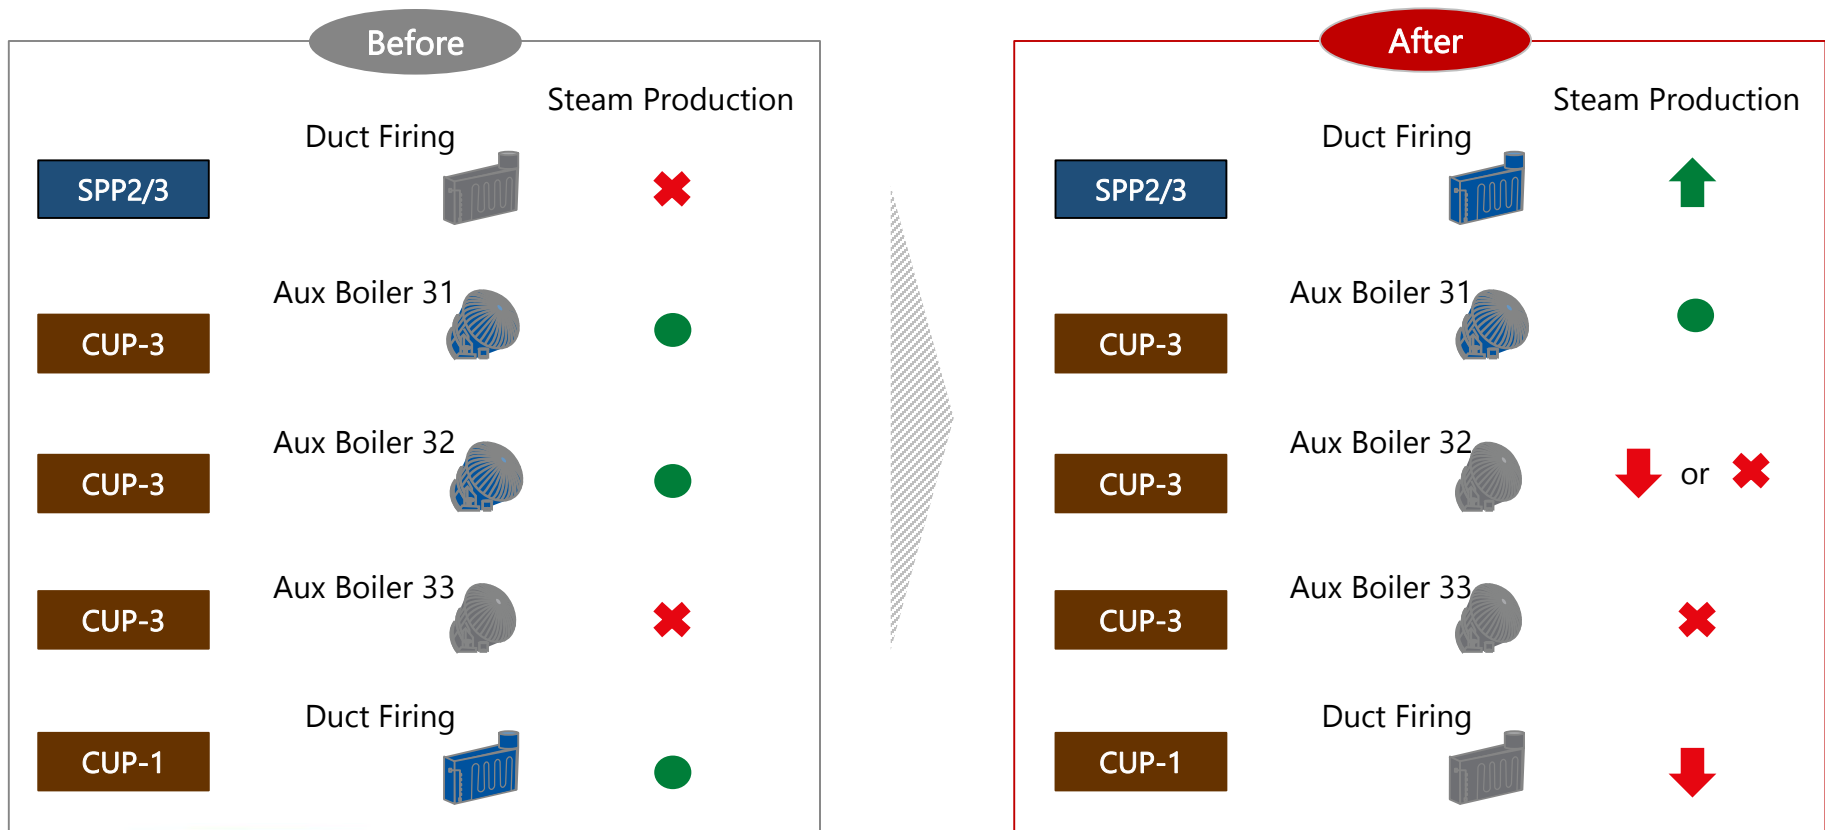 Before
Steam Production
Duct Firing
SPP2/3
Aux Boiler 31
CUP-3
Aux Boiler 32
CUP-3
Aux Boiler 33
CUP-3
Duct Firing
CUP-1
After
Steam Production
Duct Firing
SPP2/3
Aux Boiler 31
CUP-3
Aux Boiler 32
CUP-3
or
Aux Boiler 33
CUP-3
Duct Firing
CUP-1